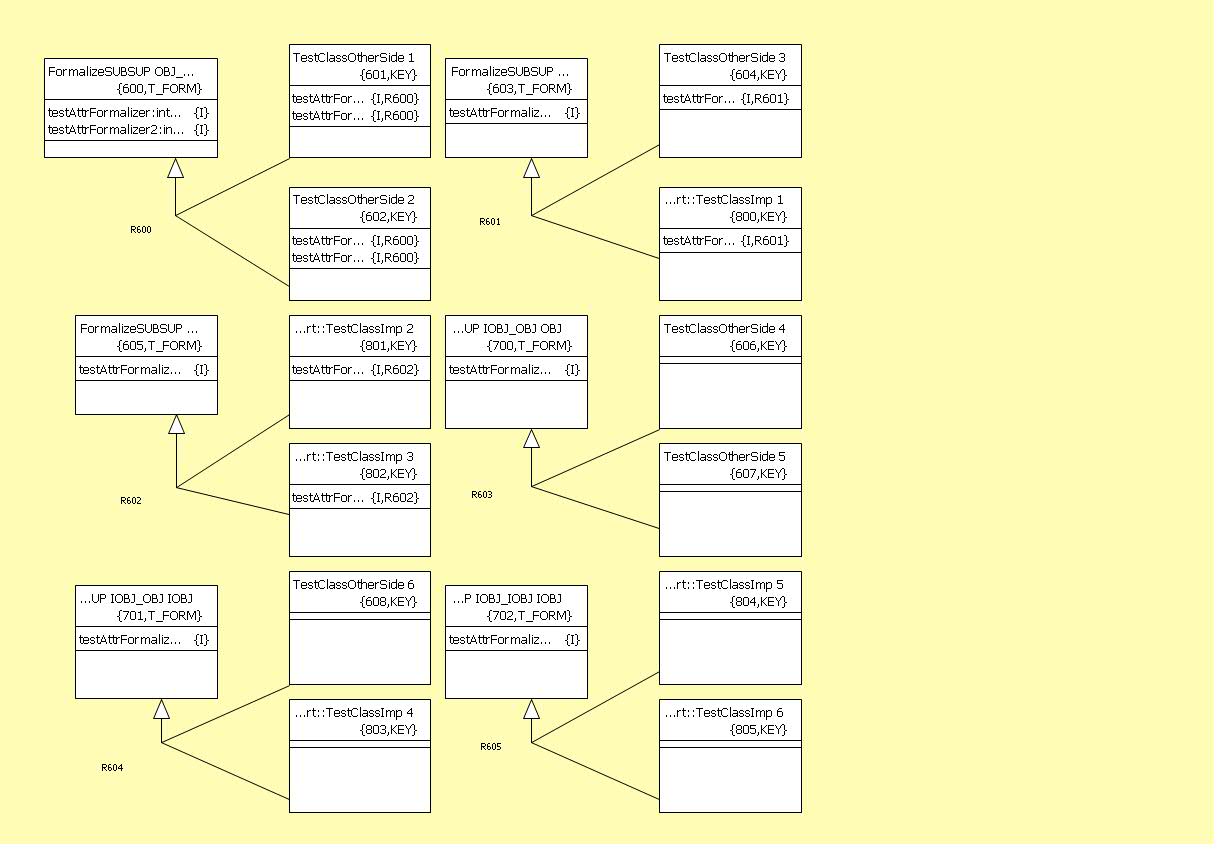 FormalizeSUBSUP OBJ_...
{600,T_FORM}
testAttrFormalizer:int... {I}
testAttrFormalizer2:in... {I}
TestClassOtherSide 1
{601,KEY}
testAttrFor... {I,R600}
testAttrFor... {I,R600}
TestClassOtherSide 2
{602,KEY}
testAttrFor... {I,R600}
testAttrFor... {I,R600}
R600
FormalizeSUBSUP ...
{603,T_FORM}
testAttrFormaliz... {I}
TestClassOtherSide 3
{604,KEY}
testAttrFor... {I,R601}
...rt::TestClassImp 1
{800,KEY}
testAttrFor... {I,R601}
R601
FormalizeSUBSUP ...
{605,T_FORM}
testAttrFormaliz... {I}
...rt::TestClassImp 2
{801,KEY}
testAttrFor... {I,R602}
...rt::TestClassImp 3
{802,KEY}
testAttrFor... {I,R602}
R602
...UP IOBJ_OBJ OBJ
{700,T_FORM}
testAttrFormaliz... {I}
TestClassOtherSide 4
{606,KEY}
TestClassOtherSide 5
{607,KEY}
R603
...UP IOBJ_OBJ IOBJ
{701,T_FORM}
testAttrFormaliz... {I}
TestClassOtherSide 6
{608,KEY}
...rt::TestClassImp 4
{803,KEY}
R604
...P IOBJ_IOBJ IOBJ
{702,T_FORM}
testAttrFormaliz... {I}
...rt::TestClassImp 5
{804,KEY}
...rt::TestClassImp 6
{805,KEY}
R605